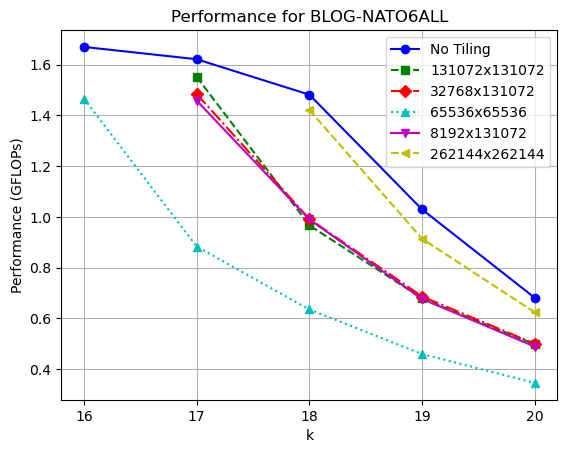 Performance for BLOG-NATO6ALL
No Tiling
131072x131072
32768x131072
65536x65536
8192x131072
262144x262144
Performance (GFLOPs)
1.6
1.4
1.2
1.0
0.8
0.6
0.4
16
17
18
19
20
k